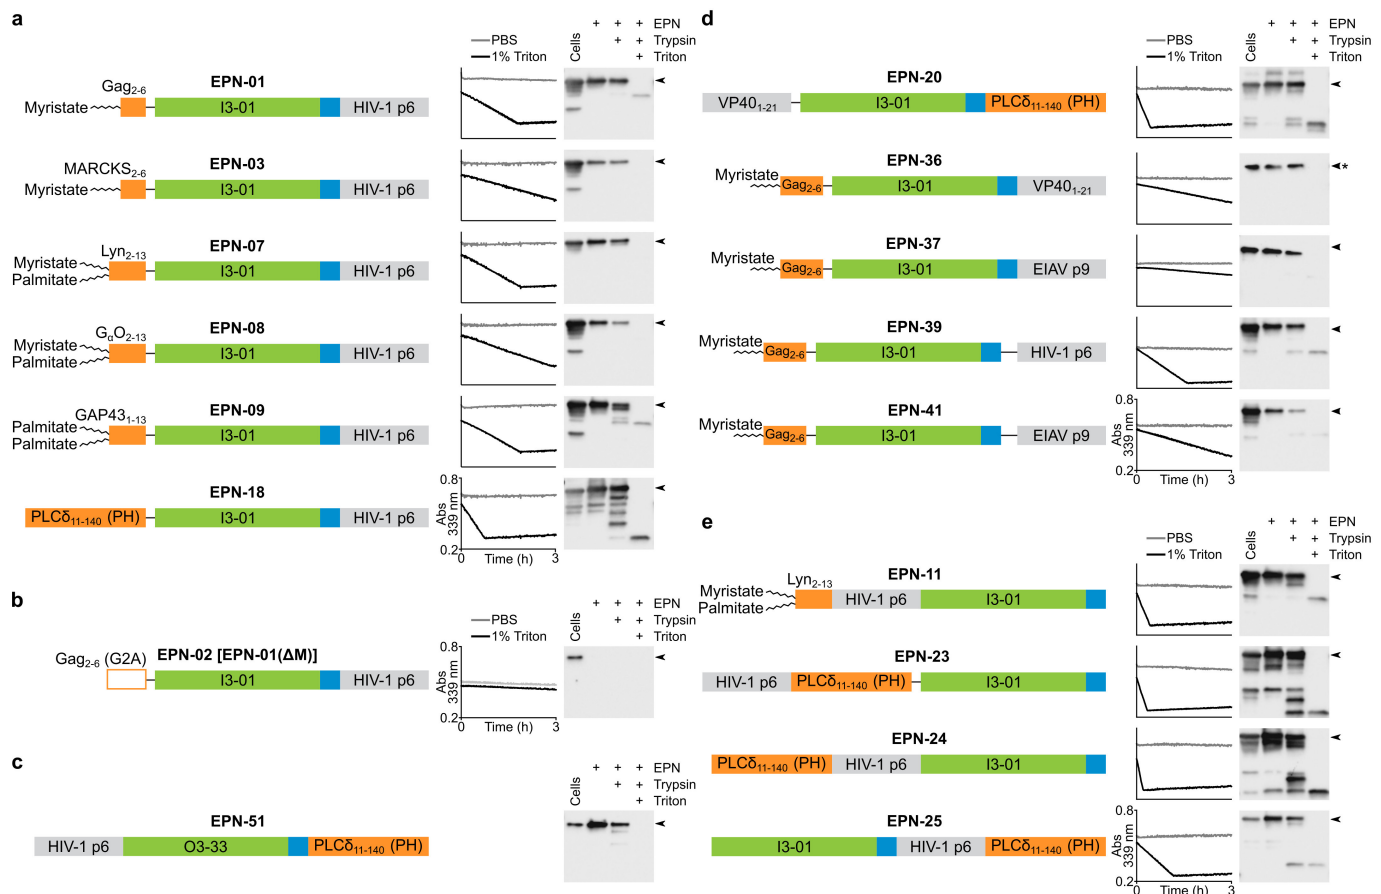 a
EPN
PBS
Trypsin
1% Triton
Triton
Cells
+ + +
+ +
+
EPN-01
Gag2-6
Myristate
I3-01
HIV-1 p6
EPN-03
MARCKS2-6
Myristate
I3-01
HIV-1 p6
EPN-07
Lyn2-13
Myristate
Palmitate
I3-01
HIV-1 p6
EPN-08
GαO2-13
Myristate
Palmitate
I3-01
HIV-1 p6
EPN-09
GAP431-13
Palmitate
Palmitate
I3-01
HIV-1 p6
EPN-18
PLCδ11-140 (PH)
I3-01
HIV-1 p6
0.8
Abs
339 nm
0.2
0 Time (h) 3
b
PBS
1% Triton
Cells
+ + + EPN
+ + Trypsin
+ Triton
EPN-02 [EPN-01(ΔM)]
Gag2-6 (G2A)
I3-01
HIV-1 p6
0.8
Abs
339 nm
0.2
0 Time (h) 3
c
Cells
+ + + EPN
+ + Trypsin
+ Triton
EPN-51
HIV-1 p6
O3-33
PLCδ11-140 (PH)
d
PBS
1% Triton
Cells
+ + + EPN
+ + Trypsin
+ Triton
EPN-20
VP401-21
I3-01
PLCδ11-140 (PH)
EPN-36
Myristate
Gag2-6
I3-01
VP401-21
*
EPN-37
Myristate
Gag2-6
I3-01
EIAV p9
EPN-39
Myristate
Gag2-6
I3-01
HIV-1 p6
EPN-41
Myristate
Gag2-6
I3-01
EIAV p9
0.8
Abs
339 nm
0.2
0 Time (h) 3
e
PBS
1% Triton
Cells
+ + + EPN
+ + Trypsin
+ Triton
EPN-11
Lyn2-13
Myristate
Palmitate
HIV-1 p6
I3-01
EPN-23
HIV-1 p6
PLCδ11-140 (PH)
I3-01
EPN-24
PLCδ11-140 (PH)
HIV-1 p6
I3-01
EPN-25
I3-01
HIV-1 p6
PLCδ11-140 (PH)
0.8
Abs
339 nm
0.2
0 Time (h) 3